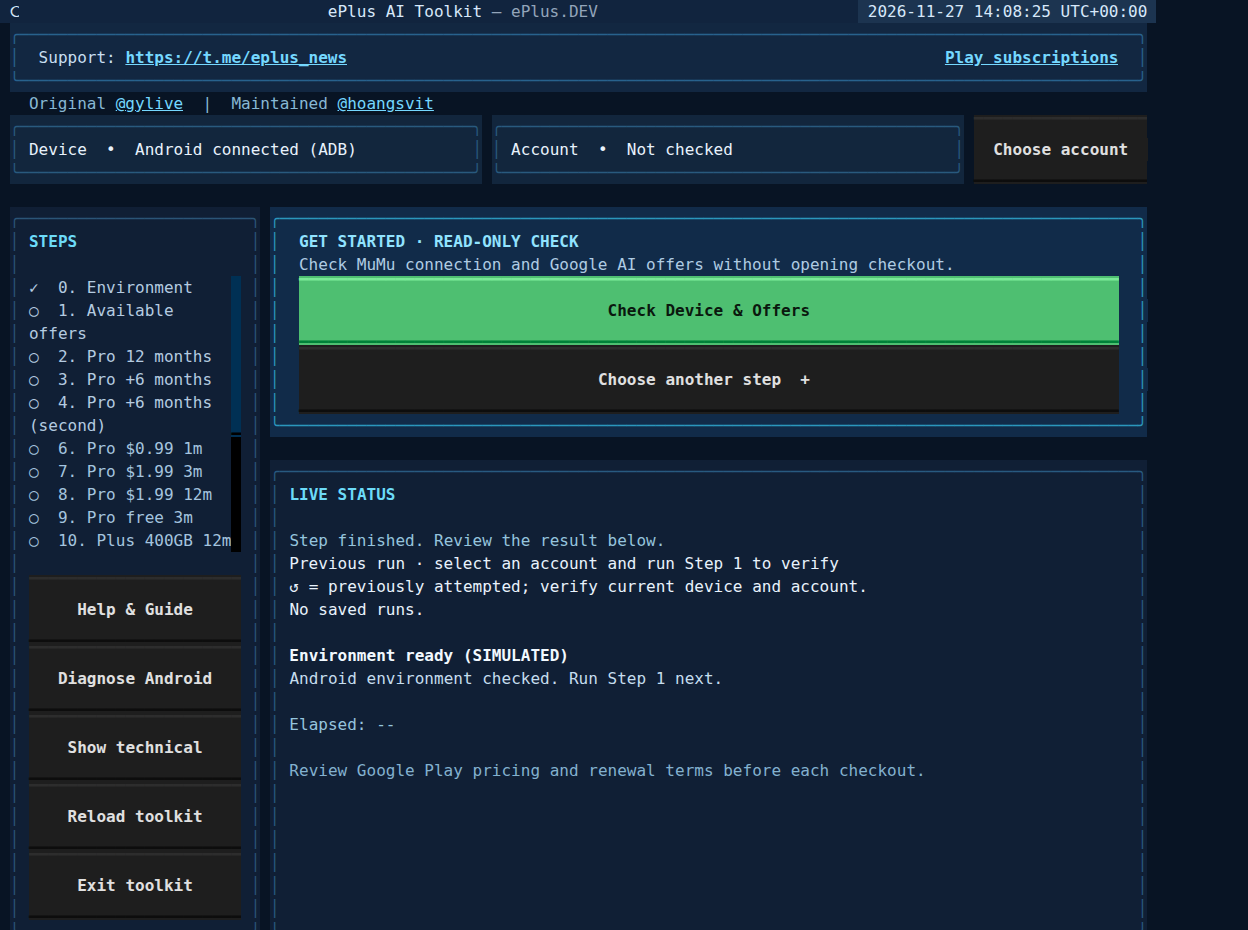 C ePlus AI Toolkit — ePlus.DEV 2026-11-27 14:08:25 UTC+00:00
Support: https://t.me/eplus_news Play subscriptions
Original @gylive | Maintained @hoangsvit
Device • Android connected (ADB)
Account • Not checked
Choose account
STEPS
✓ 0. Environment
○ 1. Available
offers
○ 2. Pro 12 months
○ 3. Pro +6 months
○ 4. Pro +6 months
(second)
○ 6. Pro $0.99 1m
○ 7. Pro $1.99 3m
○ 8. Pro $1.99 12m
○ 9. Pro free 3m
○ 10. Plus 400GB 12m
Help & Guide
Diagnose Android
Show technical
Reload toolkit
Exit toolkit
GET STARTED · READ-ONLY CHECK
Check MuMu connection and Google AI offers without opening checkout.
Check Device & Offers
Choose another step +
LIVE STATUS
Step finished. Review the result below.
Previous run · select an account and run Step 1 to verify
↺ = previously attempted; verify current device and account.
No saved runs.
Environment ready (SIMULATED)
Android environment checked. Run Step 1 next.
Elapsed: --
Review Google Play pricing and renewal terms before each checkout.